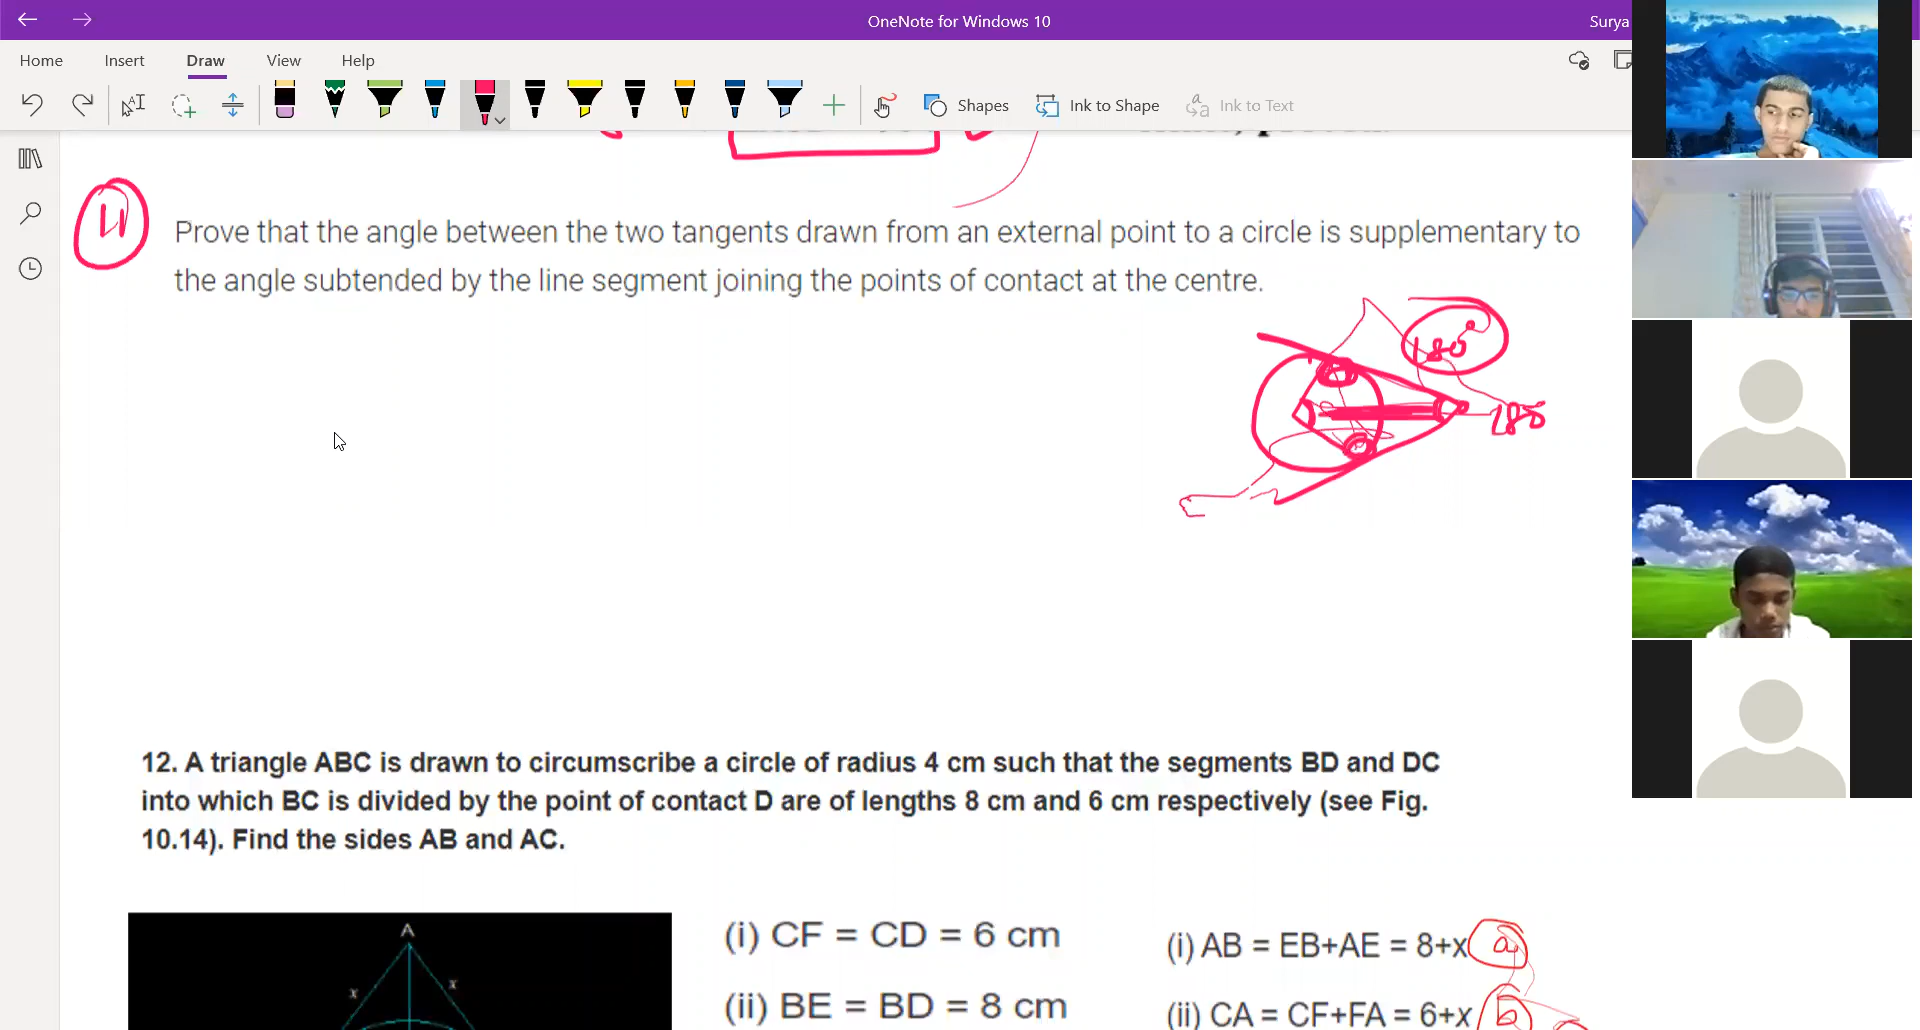 OneNote for Windows 10
Surya
Home Insert Draw View Help
Shapes Ink to Shape Ink to Text
11
Prove that the angle between the two tangents drawn from an external point to a circle is supplementary to
the angle subtended by the line segment joining the points of contact at the centre.
180°
12. A triangle ABC is drawn to circumscribe a circle of radius 4 cm such that the segments BD and DC
into which BC is divided by the point of contact D are of lengths 8 cm and 6 cm respectively (see Fig.
10.14). Find the sides AB and AC.
A
x x
(i) CF = CD = 6 cm
(ii) BE = BD = 8 cm
(i) AB = EB+AE = 8+x a
(ii) CA = CF+FA = 6+x b